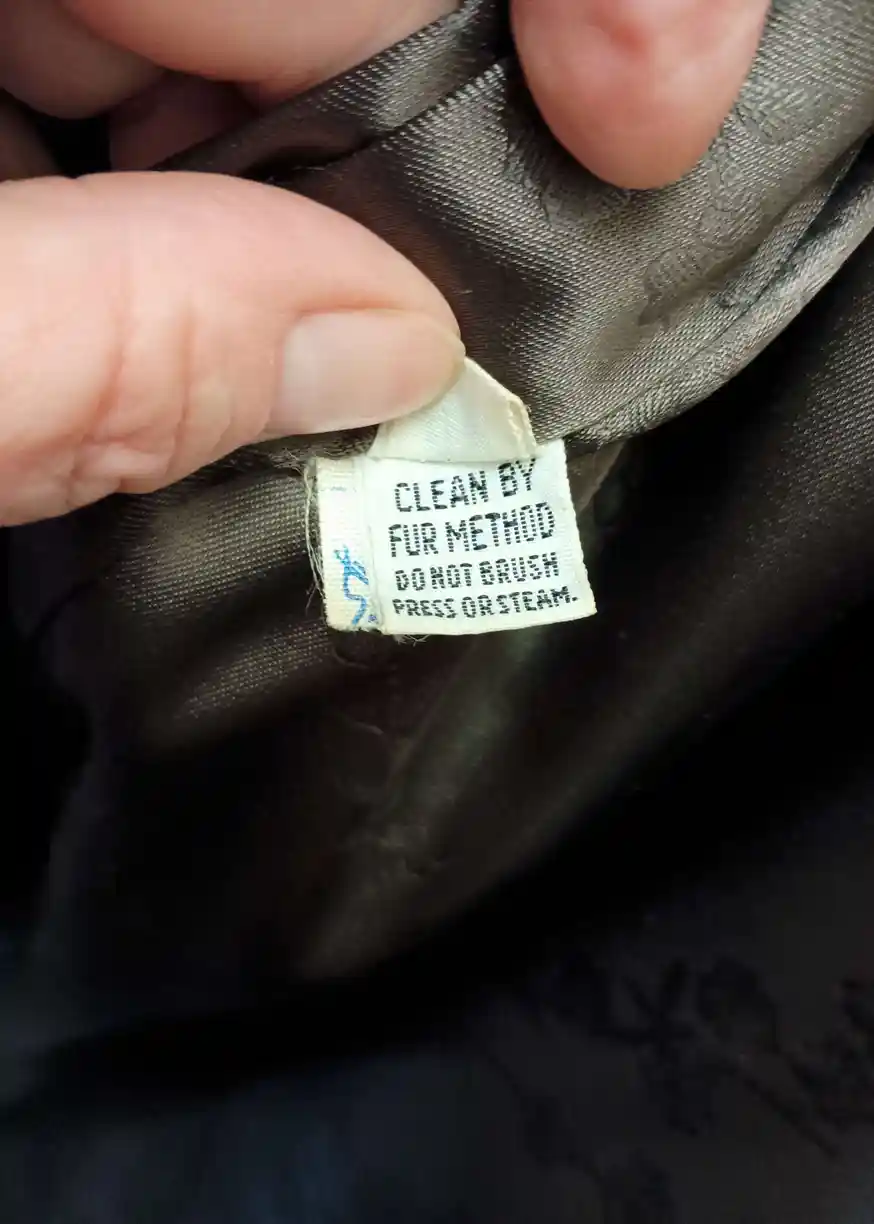 CLEAN BY
FUR METHOD
DO NOT BRUSH
PRESS OR STEAM.